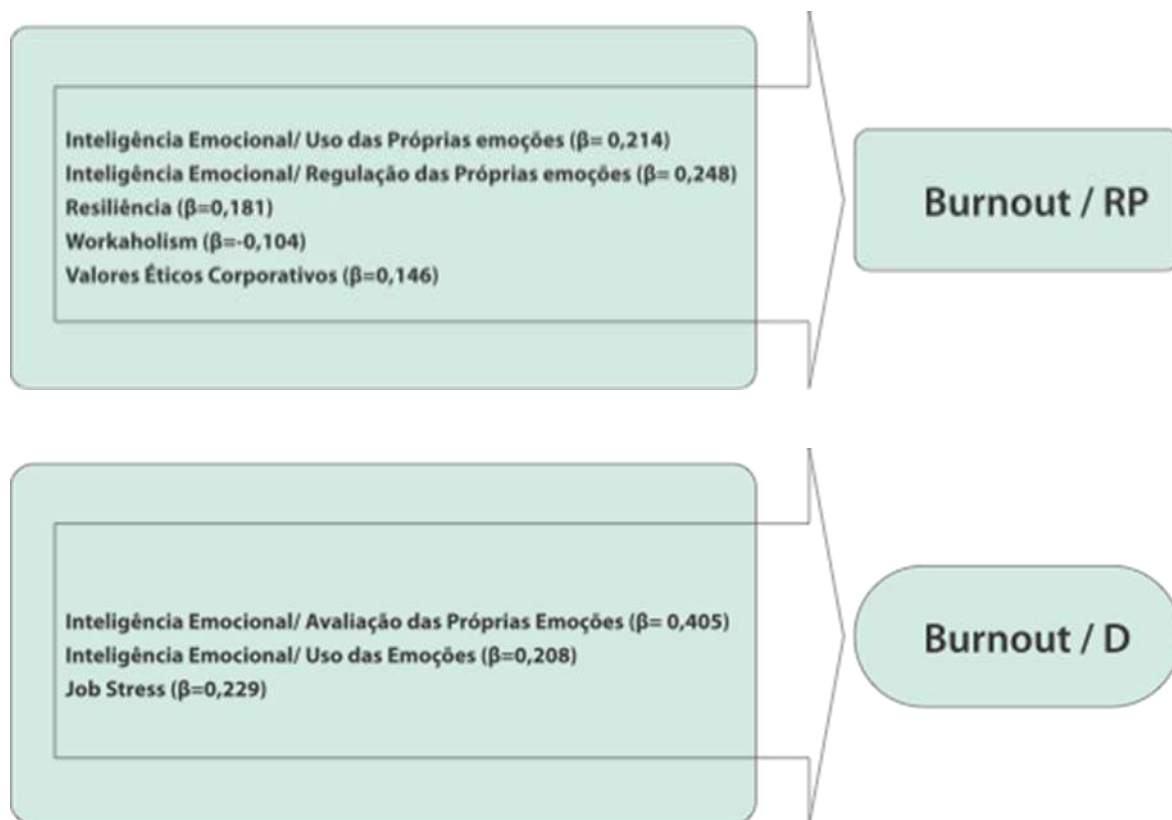 Inteligência Emocional/ Uso das Próprias emoções (β= 0,214)
Inteligência Emocional/ Regulação das Próprias emoções (β= 0,248)
Resiliência (β=0,181)
Workaholism (β=-0,104)
Valores Éticos Corporativos (β=0,146)
Burnout / RP
Inteligência Emocional/ Avaliação das Próprias Emoções (β= 0,405)
Inteligência Emocional/ Uso das Emoções (β=0,208)
Job Stress (β=0,229)
Burnout / D